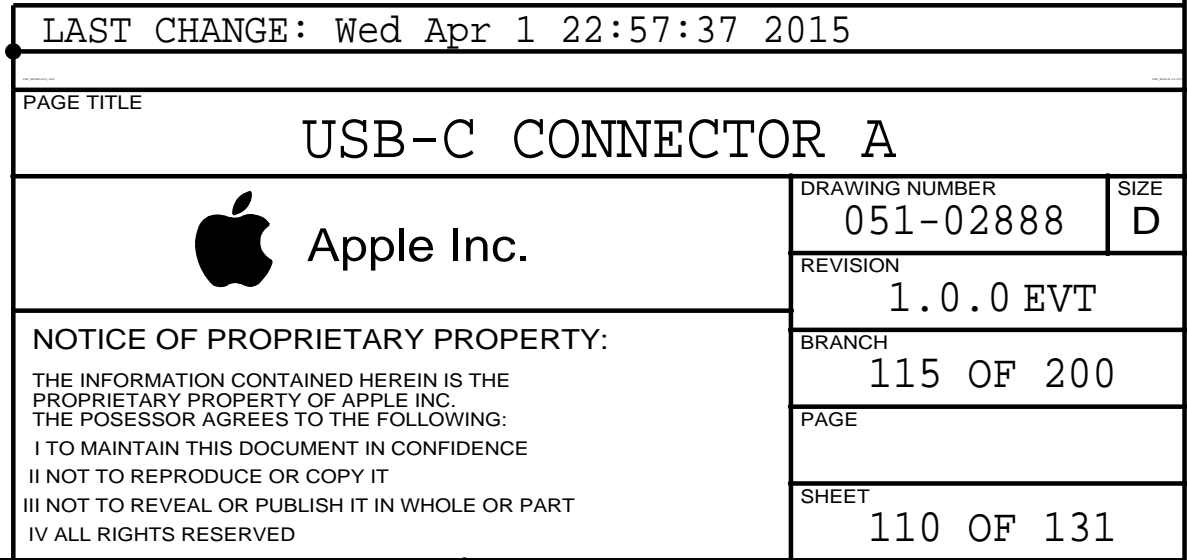 LAST CHANGE: Wed Apr 1 22:57:37 2015
PAGE TITLE
USB-C CONNECTOR A
Apple Inc.
DRAWING NUMBER
051-02888
SIZE
D
REVISION
1.0.0 EVT
BRANCH
115 OF 200
PAGE
SHEET
110 OF 131
NOTICE OF PROPRIETARY PROPERTY:
THE INFORMATION CONTAINED HEREIN IS THE
PROPRIETARY PROPERTY OF APPLE INC.
THE POSESSOR AGREES TO THE FOLLOWING:
I TO MAINTAIN THIS DOCUMENT IN CONFIDENCE
II NOT TO REPRODUCE OR COPY IT
III NOT TO REVEAL OR PUBLISH IT IN WHOLE OR PART
IV ALL RIGHTS RESERVED